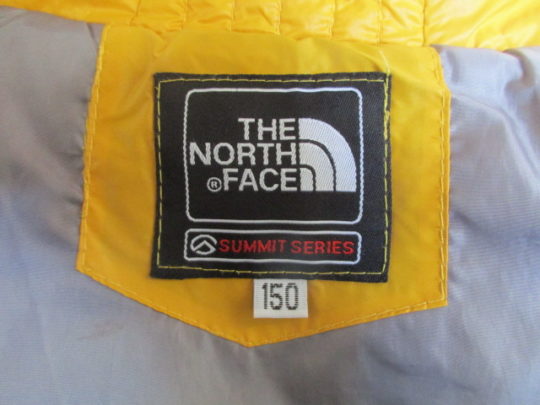 THE
NORTH
® FACE
SUMMIT SERIES
150